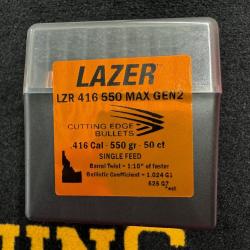 LAZER™
LZR 416 550 MAX GEN2
CUTTING EDGE
BULLETS
.416 Cal - 550 gr - 50 ct
SINGLE FEED
Barrel Twist = 1:10" or faster
Ballistic Coefficient = 1.024 G1